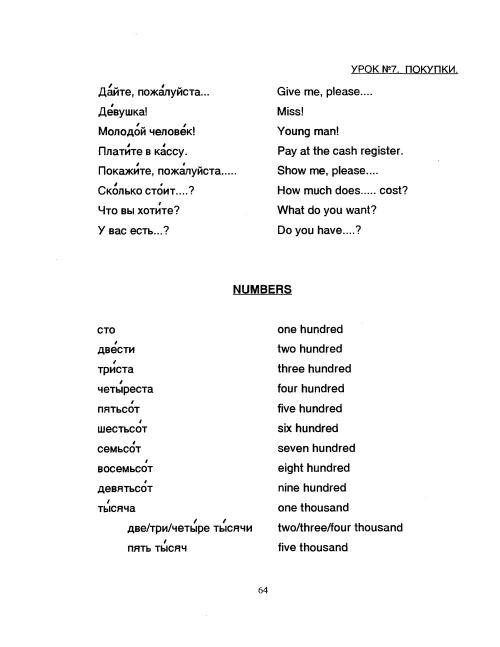 УРОК №7. ПОКУПКИ.
Да́йте, пожа́луйста... Give me, please....
Де́вушка! Miss!
Молодо́й челове́к! Young man!
Плати́те в ка́ссу. Pay at the cash register.
Покажи́те, пожа́луйста..... Show me, please....
Ско́лько сто́ит....? How much does..... cost?
Что вы хоти́те? What do you want?
У вас есть...? Do you have....?
NUMBERS
сто one hundred
две́сти two hundred
три́ста three hundred
четы́реста four hundred
пятьсо́т five hundred
шестьсо́т six hundred
семьсо́т seven hundred
восемьсо́т eight hundred
девятьсо́т nine hundred
ты́сяча one thousand
две/три/четы́ре ты́сячи two/three/four thousand
пять ты́сяч five thousand
64